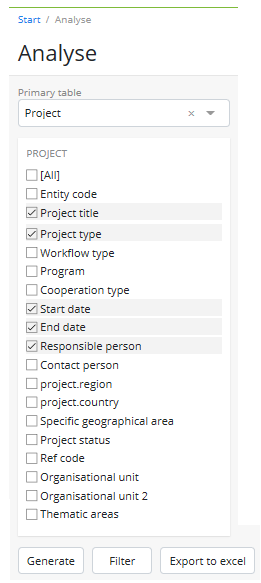 Start / Analyse
Analyse
Primary table
Project
PROJECT
[All]
Entity code
Project title
Project type
Workflow type
Program
Cooperation type
Start date
End date
Responsible person
Contact person
project.region
project.country
Specific geographical area
Project status
Ref code
Organisational unit
Organisational unit 2
Thematic areas
Generate Filter Export to excel